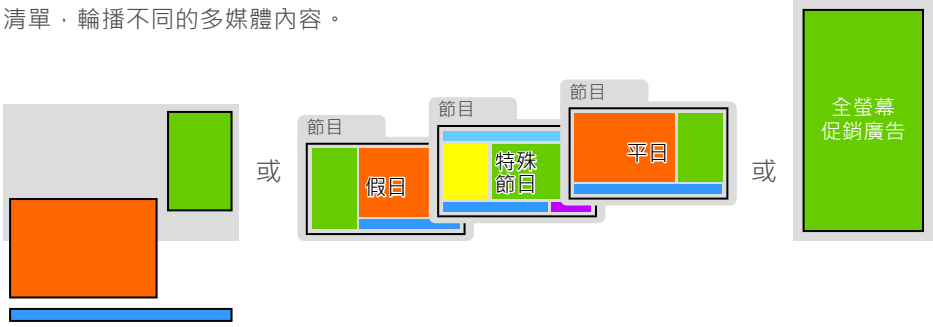 清單，輪播不同的多媒體內容。
或
節目
假日
節目
特殊
節日
節目
平日
或
全螢幕
促銷廣告